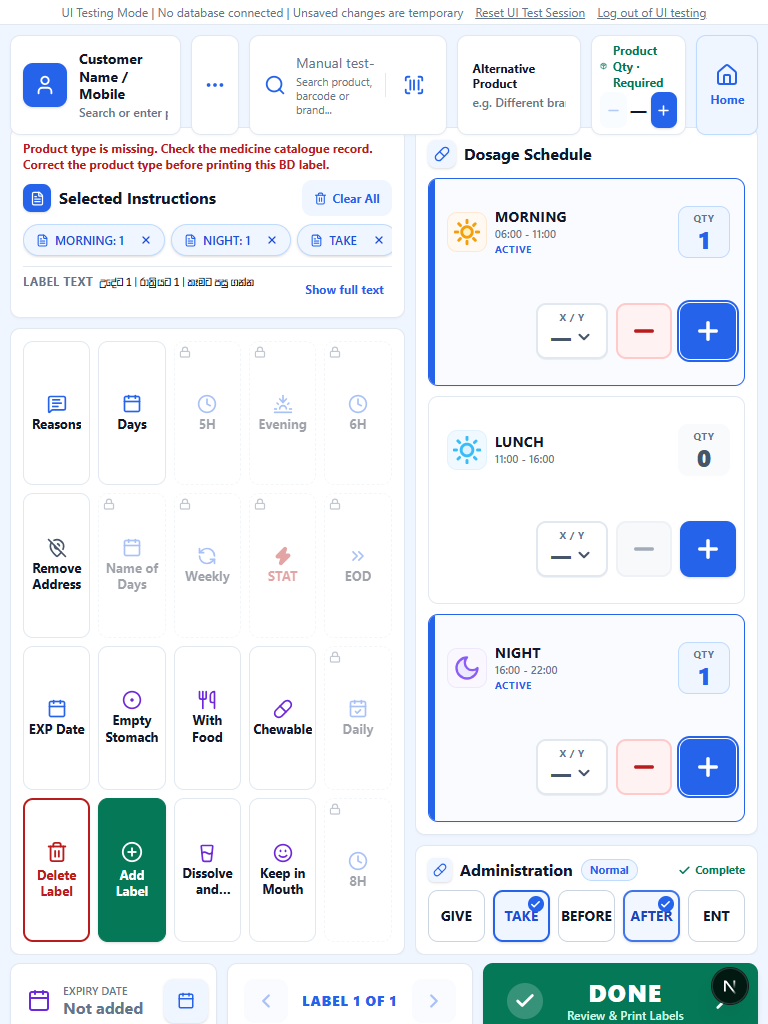 UI Testing Mode | No database connected | Unsaved changes are temporary Reset UI Test Session Log out of UI testing
Customer
Name /
Mobile
Search or enter p
Manual test-
Search product,
barcode or
brand...
Alternative
Product
e.g. Different bra
Product
Qty ·
Required
—
Home
Product type is missing. Check the medicine catalogue record.
Correct the product type before printing this BD label.
Selected Instructions
Clear All
MORNING: 1
NIGHT: 1
TAKE
LABEL TEXT උදේට 1 | රාත්‍රියට 1 | කෑමට පසු ගන්න
Show full text
Reasons
Days
5H
Evening
6H
Remove
Address
Name of
Days
Weekly
STAT
EOD
EXP Date
Empty
Stomach
With
Food
Chewable
Daily
Delete
Label
Add
Label
Dissolve
and...
Keep in
Mouth
8H
Dosage Schedule
MORNING
06:00 - 11:00
ACTIVE
QTY
1
X / Y
—
LUNCH
11:00 - 16:00
QTY
0
X / Y
—
NIGHT
16:00 - 22:00
ACTIVE
QTY
1
X / Y
—
Administration
Normal
Complete
GIVE
TAKE
BEFORE
AFTER
ENT
EXPIRY DATE
Not added
LABEL 1 OF 1
DONE
Review & Print Labels
N